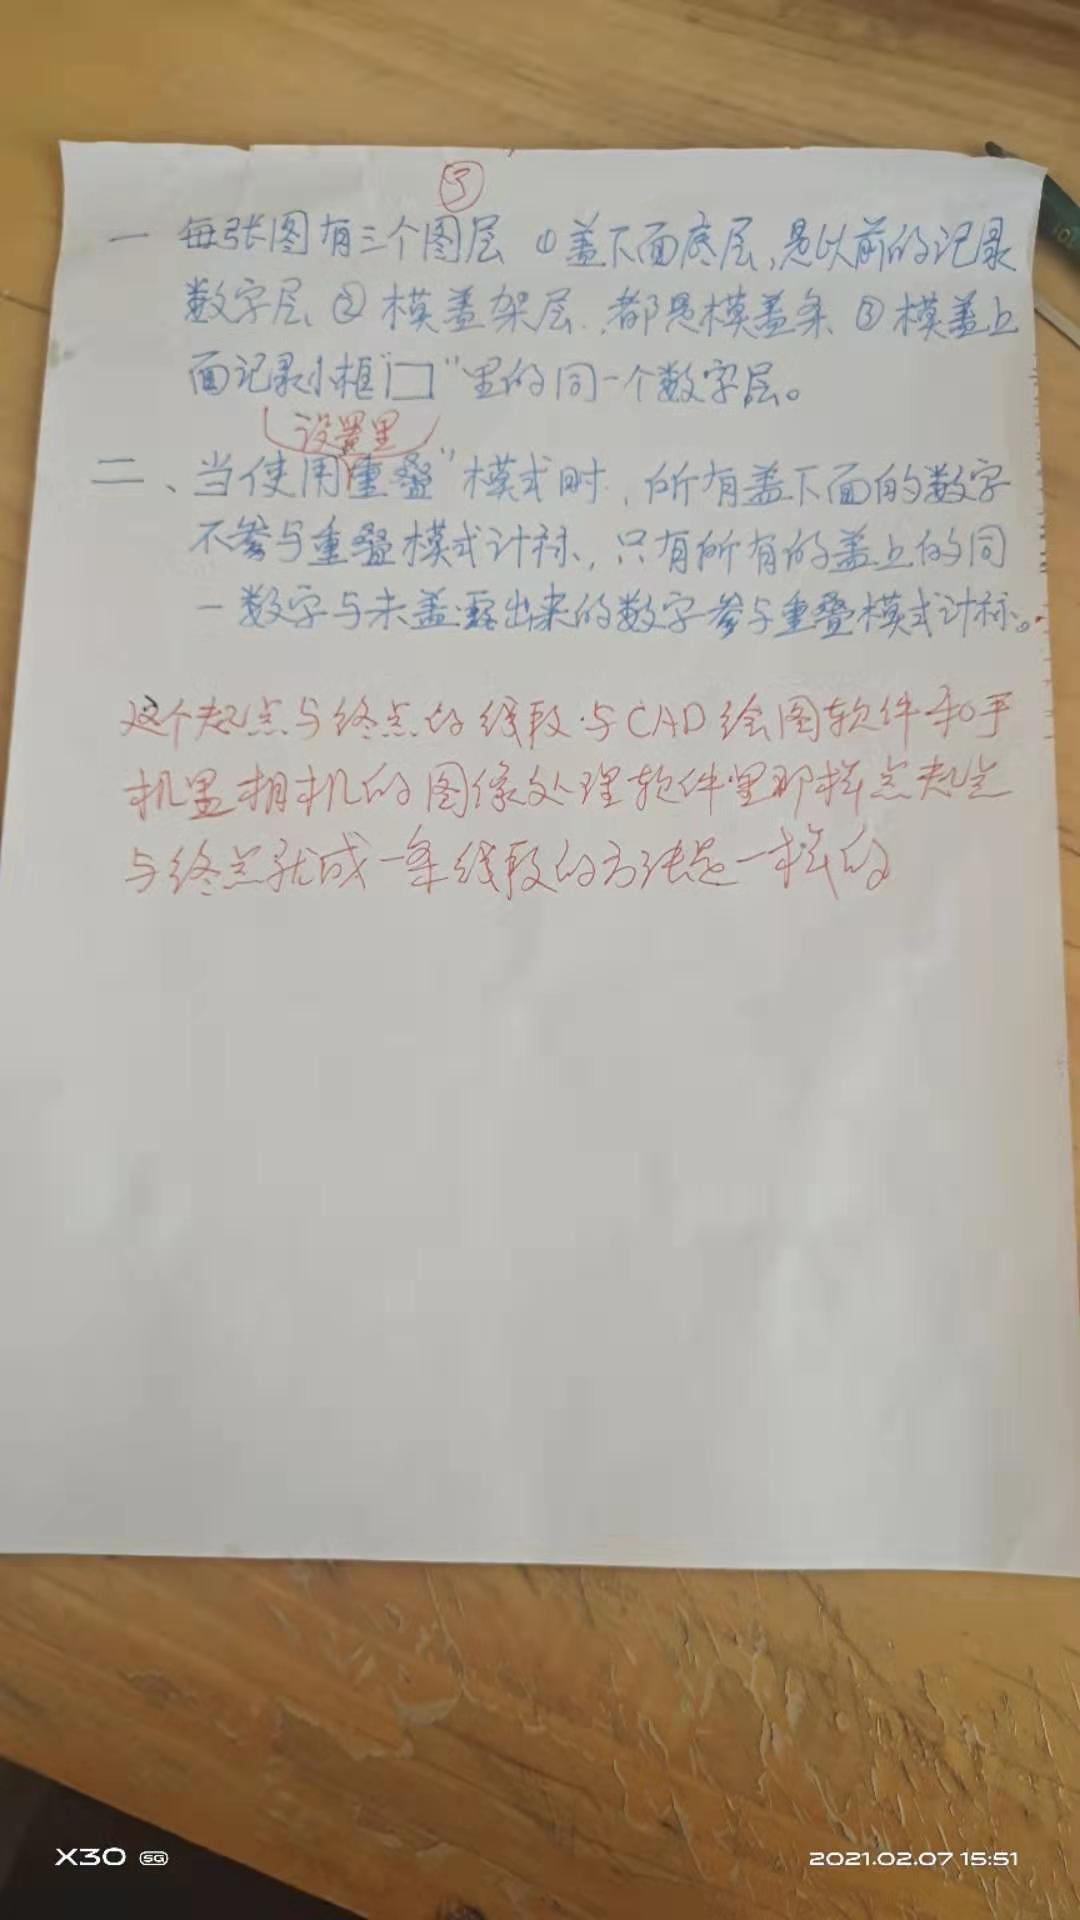 ⑤
一 每张图有三个图层 ①盖下面底层,是以前的记录
数字层、② 模盖架层、都是模盖条 ③ 模盖上
面记录小框“口”里的同一个数字层。
设置里
二、当使用重叠”模式时,所有盖下面的数字
不参与重叠模式计标,只有所有的盖上的同
一数字与未盖露出来的数字参与重叠模式计标。
这个起点与终点的线段与CAD绘图软件和手
机里相机的图像处理软件里那样点起点
与终点就成一条线段的方法是一样的
X30 5G
2021.02.07 15:51